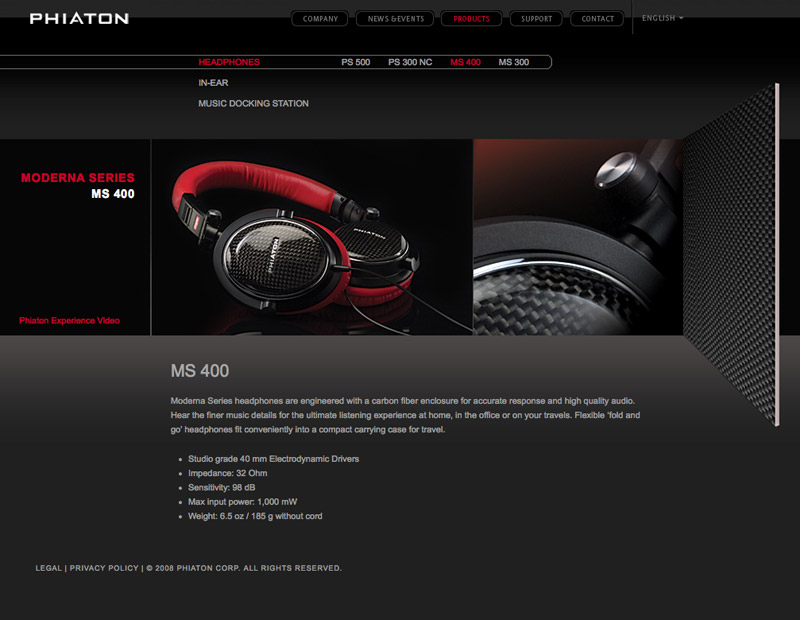 PHIATON
COMPANY NEWS & EVENTS PRODUCTS SUPPORT CONTACT ENGLISH
HEADPHONES PS 500 PS 300 NC MS 400 MS 300
IN-EAR
MUSIC DOCKING STATION
MODERNA SERIES
MS 400
PHIATON
PHIATON
Phiaton Experience Video
MS 400
Moderna Series headphones are engineered with a carbon fiber enclosure for accurate response and high quality audio.
Hear the finer music details for the ultimate listening experience at home, in the office or on your travels. Flexible 'fold and
go' headphones fit conveniently into a compact carrying case for travel.
• Studio grade 40 mm Electrodynamic Drivers
• Impedance: 32 Ohm
• Sensitivity: 98 dB
• Max input power: 1,000 mW
• Weight: 6.5 oz / 185 g without cord
LEGAL | PRIVACY POLICY | © 2008 PHIATON CORP. ALL RIGHTS RESERVED.